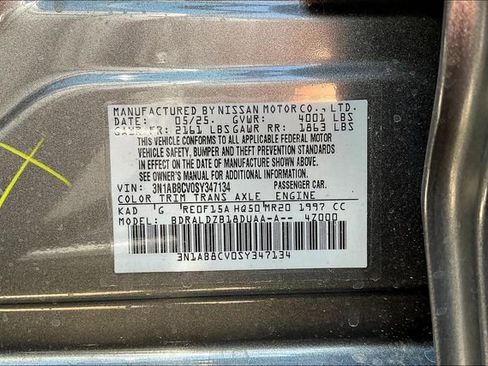 MANUFACTURED BY NISSAN MOTOR CO., LTD.
DATE: 05/25. GVWR: 4001 LBS
GAWR FR: 2161 LBS GAWR RR: 1863 LBS
THIS VEHICLE CONFORMS TO ALL APPLICABLE FEDERAL MOTOR
VEHICLE SAFETY, BUMPER AND THEFT PREVENTION STANDARDS
IN EFFECT ON THE DATE OF MANUFACTURE SHOWN ABOVE.
SEE OWNER'S MANUAL FOR ADDITIONAL INFORMATION.
VIN: 3N1AB8CV0SY347134 PASSENGER CAR.
COLOR TRIM TRANS AXLE ENGINE
KAD 'G 'RE0F15A HQ50'MR20 1997 CC
MODEL: BDRALDZB18DUAA-A-- 4Z000
3N1AB8CV0SY347134